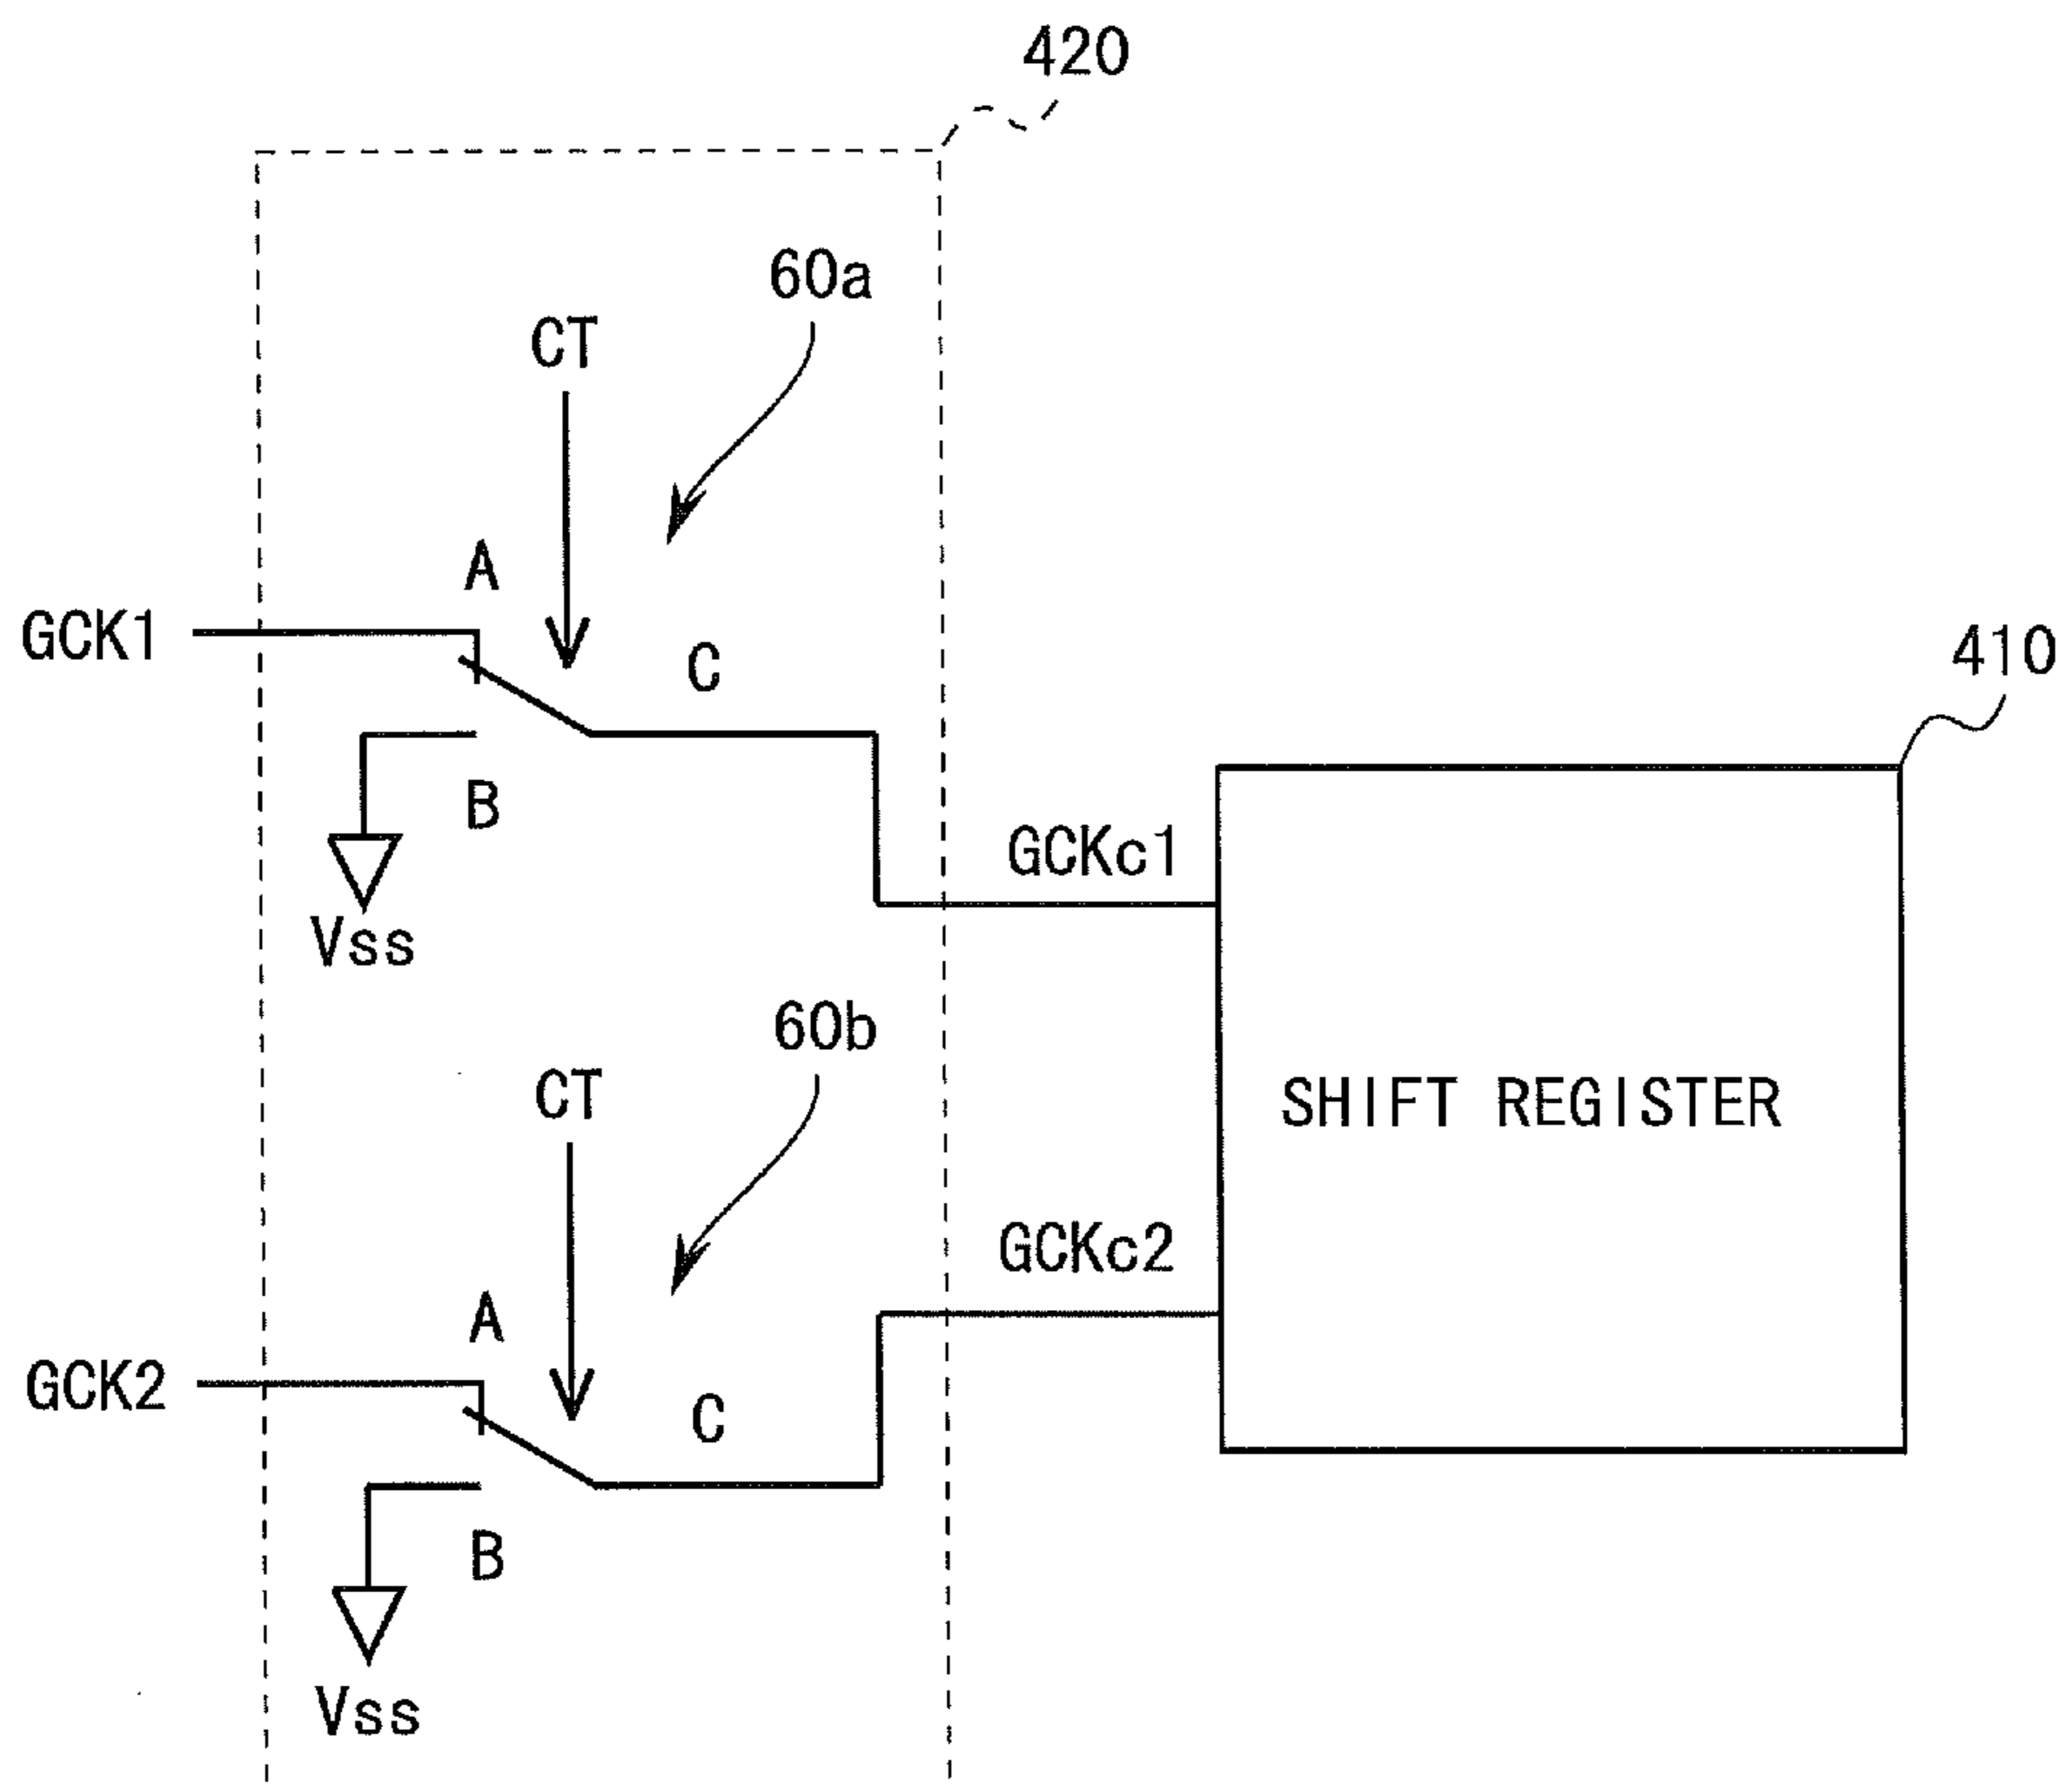 420
60a
CT
A
GCK1
C
410
B
GCKc1
Vss
60b
CT
SHIFT REGISTER
GCKc2
A
GCK2
C
B
Vss